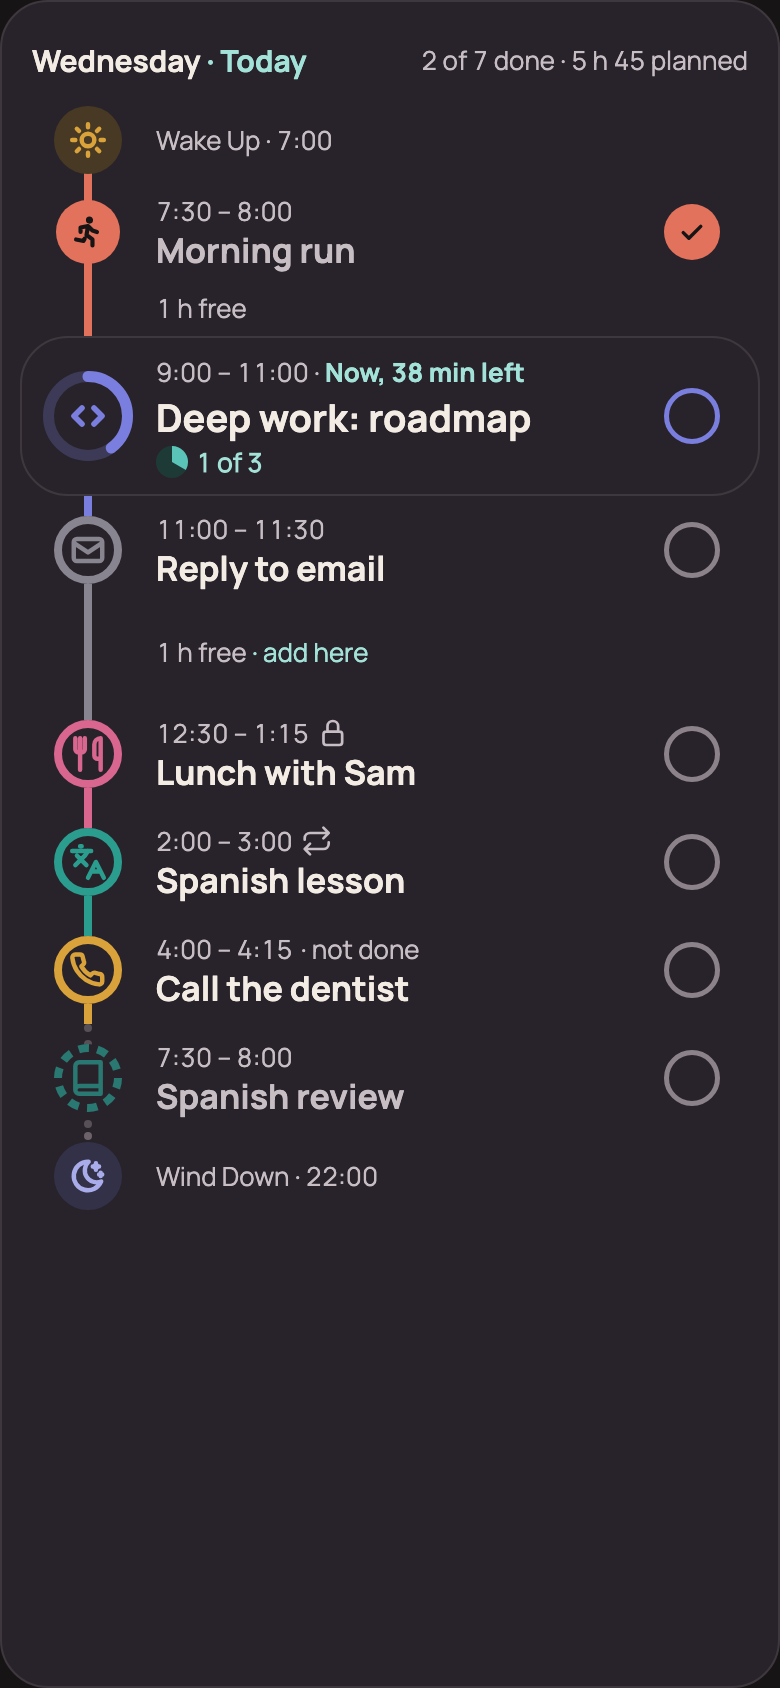 Wednesday · Today
2 of 7 done · 5 h 45 planned
Wake Up · 7:00
7:30 – 8:00
Morning run
1 h free
9:00 – 11:00 · Now, 38 min left
Deep work: roadmap
1 of 3
11:00 – 11:30
Reply to email
1 h free · add here
12:30 – 1:15
Lunch with Sam
2:00 – 3:00
Spanish lesson
4:00 – 4:15 · not done
Call the dentist
7:30 – 8:00
Spanish review
Wind Down · 22:00